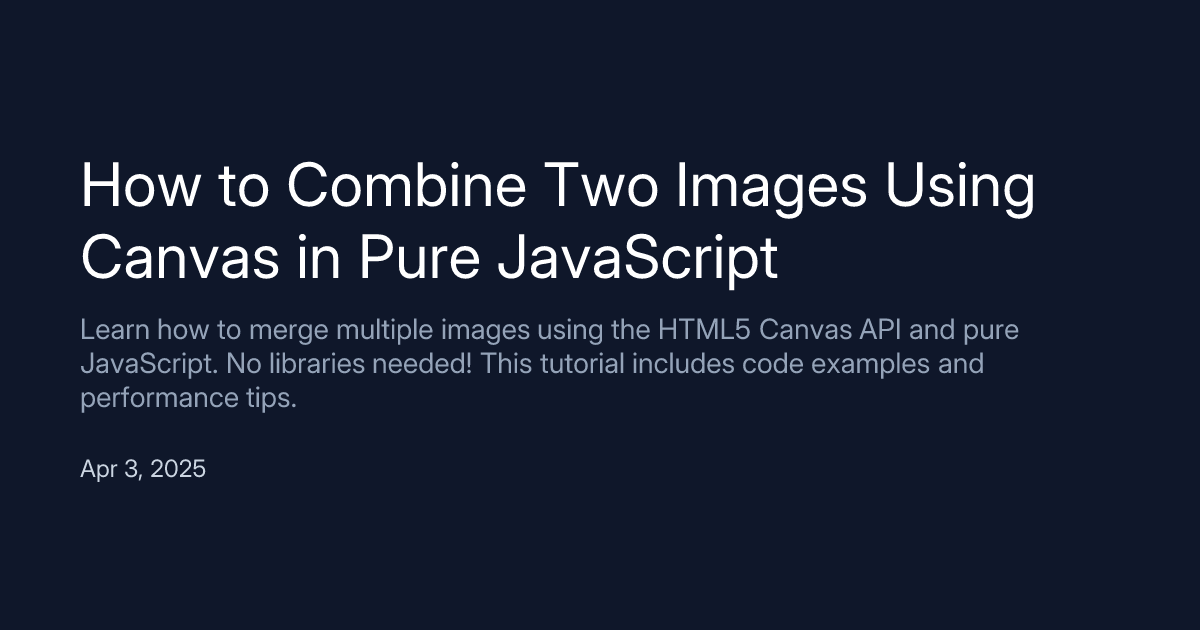 How to Combine Two Images Using
Canvas in Pure JavaScript
Learn how to merge multiple images using the HTML5 Canvas API and pure
JavaScript. No libraries needed! This tutorial includes code examples and
performance tips.
Apr 3, 2025